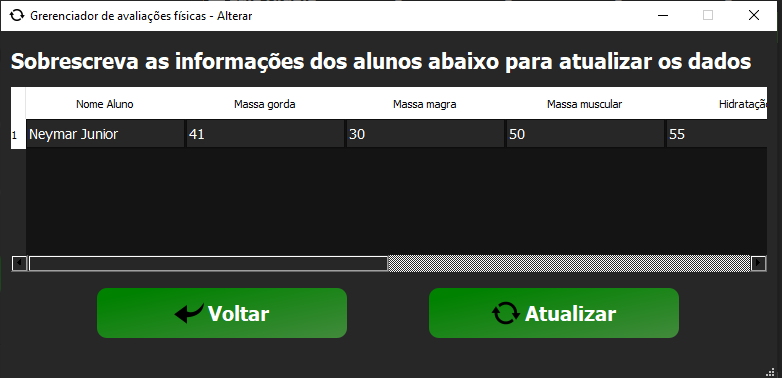 Grerenciador de avaliações físicas - Alterar
Sobrescreva as informações dos alunos abaixo para atualizar os dados
Nome Aluno Massa gorda Massa magra Massa muscular Hidratação
1 Neymar Junior 41 30 50 55
Voltar Atualizar